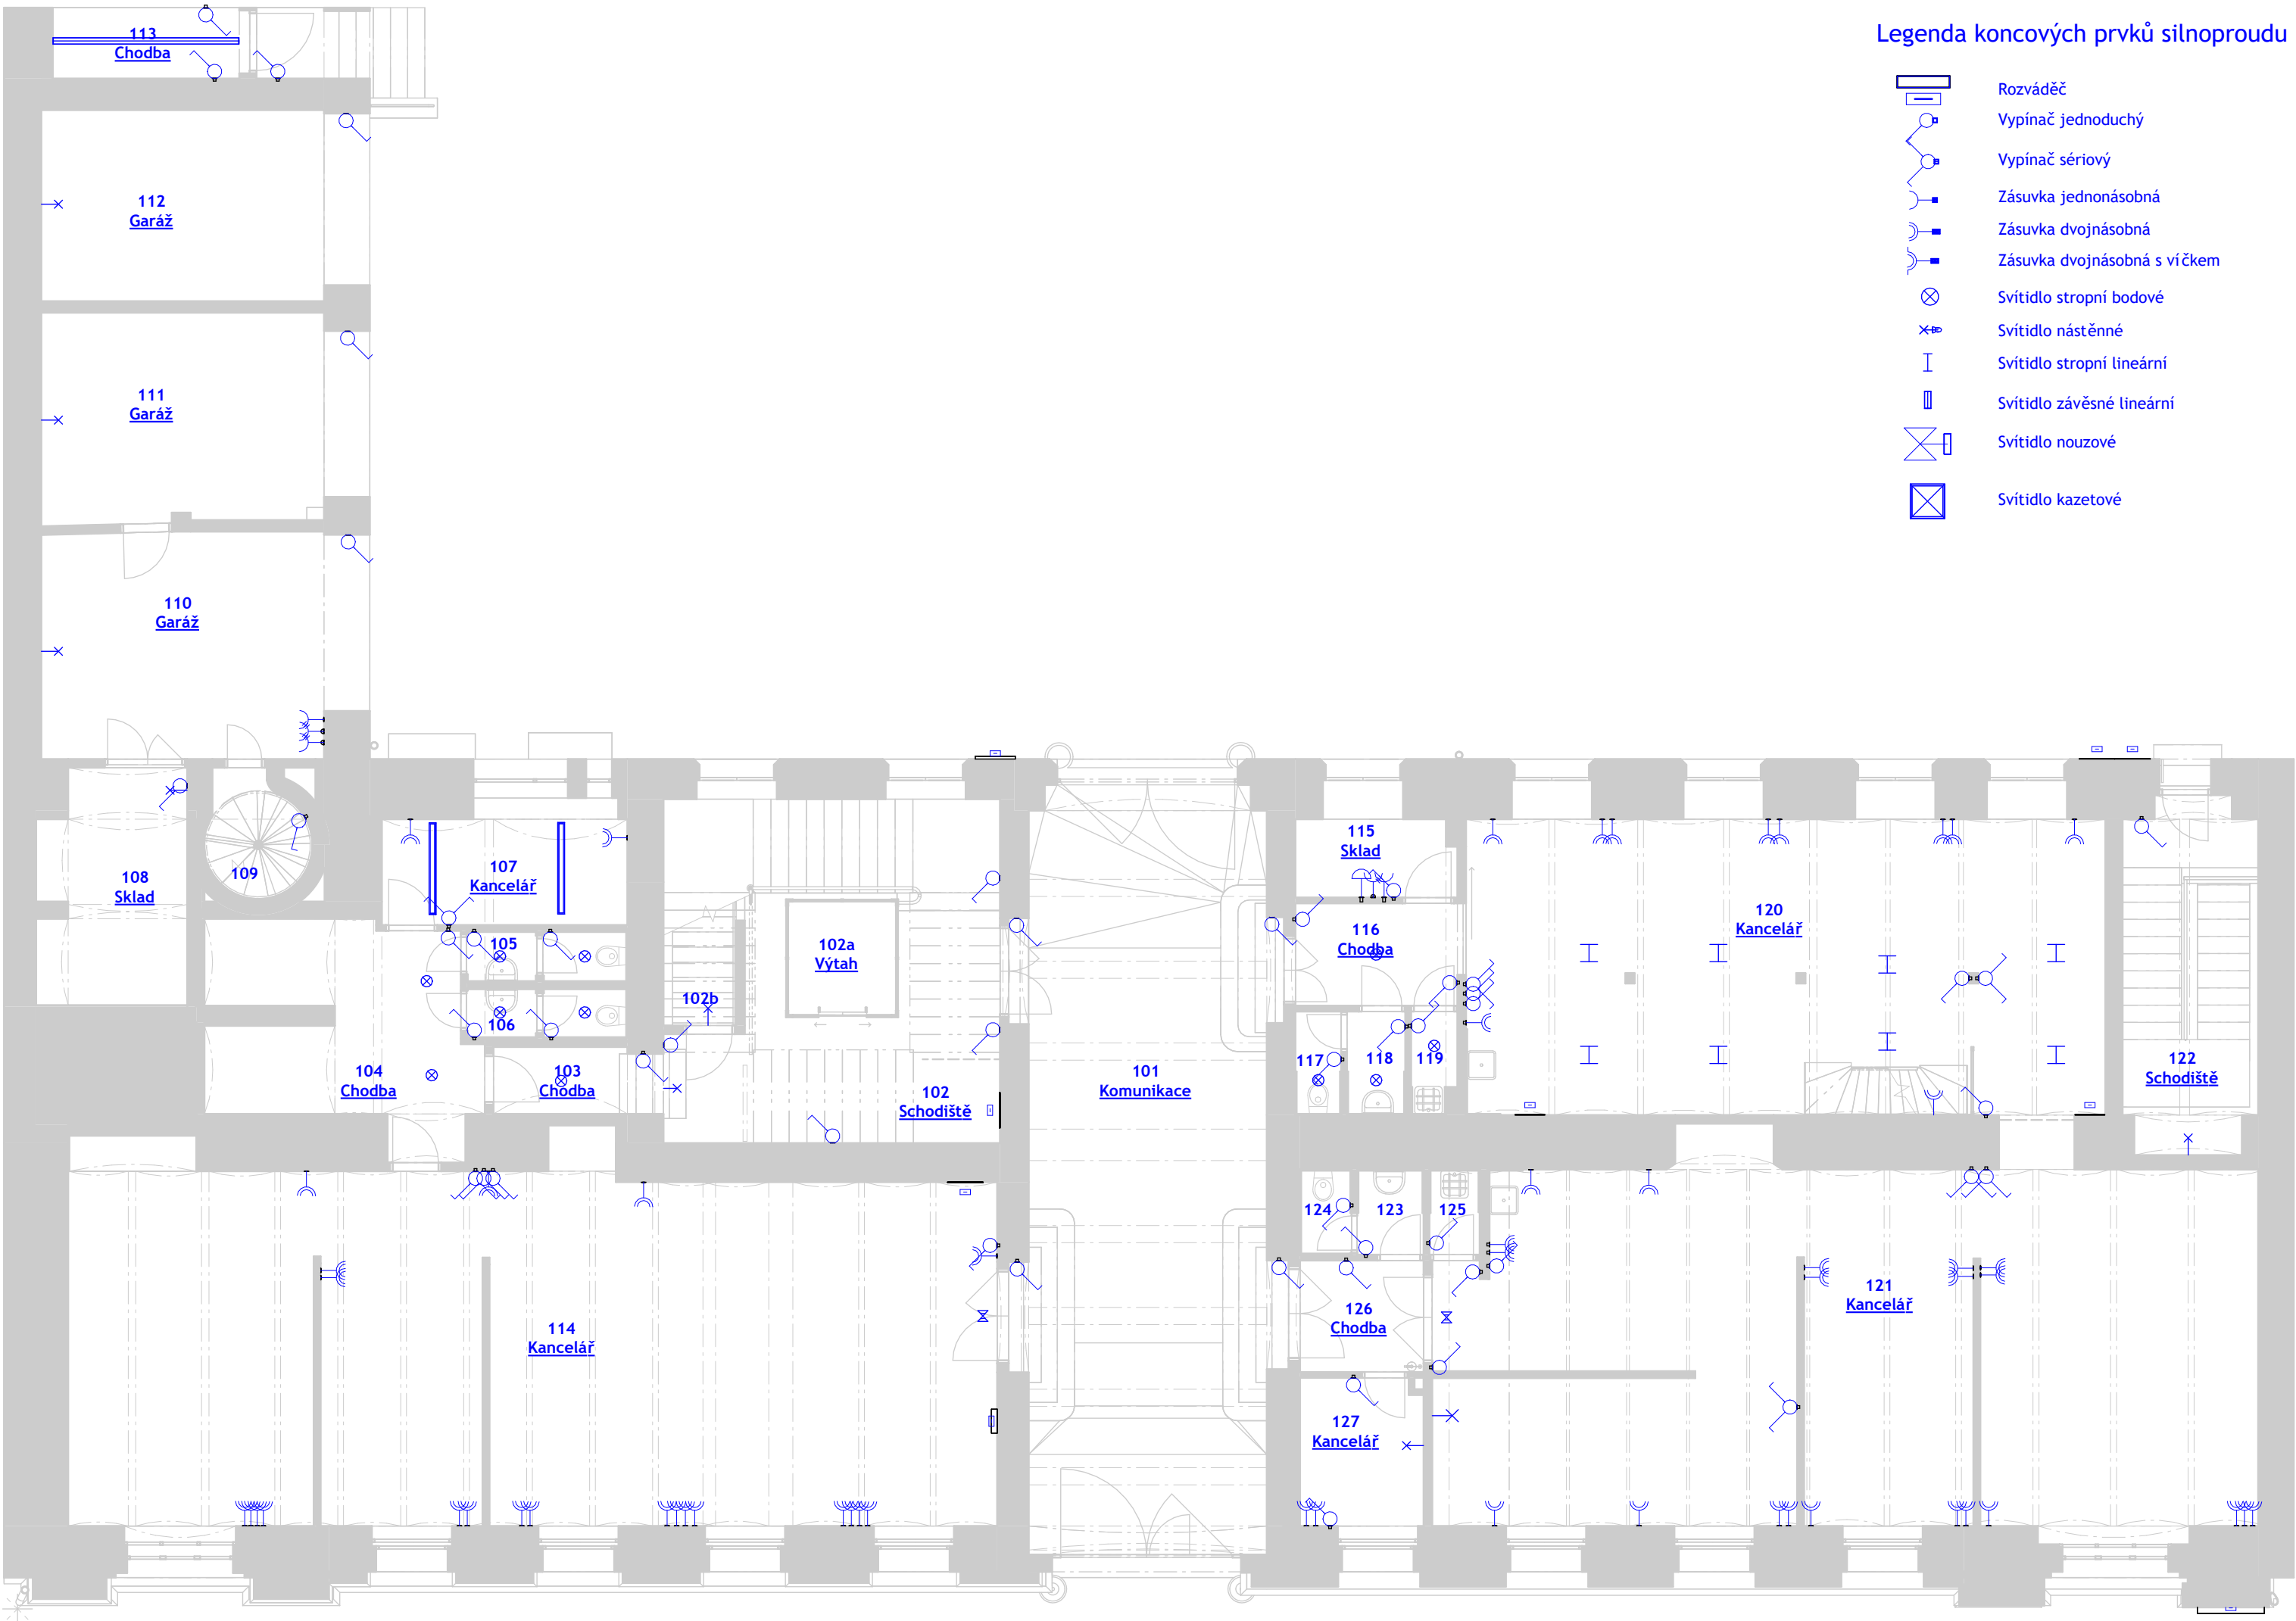 Legenda koncových prvků silnoproudu
Rozváděč
Vypínač jednoduchý
Vypínač sériový
Zásuvka jednonásobná
Zásuvka dvojnásobná
Zásuvka dvojnásobná s víčkem
Svítidlo stropní bodové
Svítidlo nástěnné
Svítidlo stropní lineární
Svítidlo závěsné lineární
Svítidlo nouzové
Svítidlo kazetové
113
Chodba
112
Garáž
111
Garáž
110
Garáž
108
Sklad
109
107
Kancelář
105
106
104
Chodba
103
Chodba
102b
102a
Výtah
102
Schodiště
101
Komunikace
115
Sklad
116
Chodba
117
118
119
120
Kancelář
122
Schodiště
114
Kancelář
124
123
125
126
Chodba
127
Kancelář
121
Kancelář